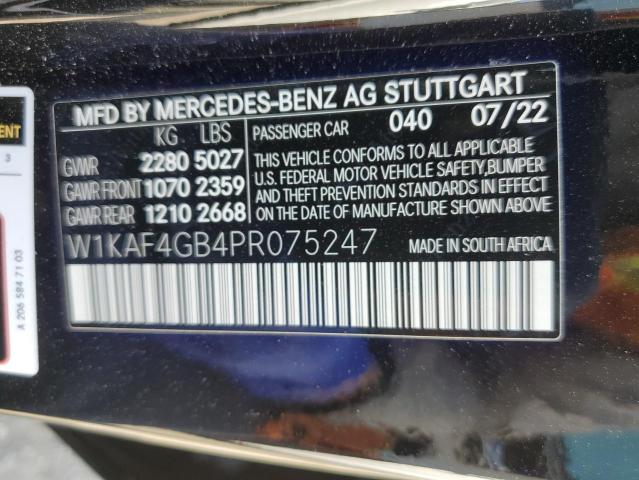 MFD BY MERCEDES-BENZ AG STUTTGART
KG LBS
GVWR 2280 5027
GAWR FRONT 1070 2359
GAWR REAR 1210 2668
PASSENGER CAR 040 07/22
THIS VEHICLE CONFORMS TO ALL APPLICABLE
U.S. FEDERAL MOTOR VEHICLE SAFETY,BUMPER
AND THEFT PREVENTION STANDARDS IN EFFECT
ON THE DATE OF MANUFACTURE SHOWN ABOVE.
W1KAF4GB4PR075247 MADE IN SOUTH AFRICA
3
A 206 584 71 03